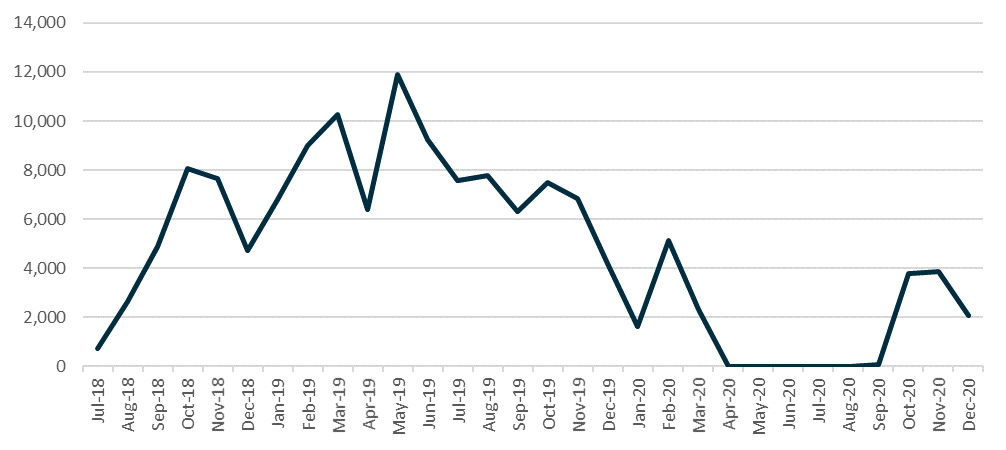 14,000
12,000
10,000
8,000
6,000
4,000
2,000
0
Jul-18
Aug-18
Sep-18
Oct-18
Nov-18
Dec-18
Jan-19
Feb-19
Mar-19
Apr-19
May-19
Jun-19
Jul-19
Aug-19
Sep-19
Oct-19
Nov-19
Dec-19
Jan-20
Feb-20
Mar-20
Apr-20
May-20
Jun-20
Jul-20
Aug-20
Sep-20
Oct-20
Nov-20
Dec-20